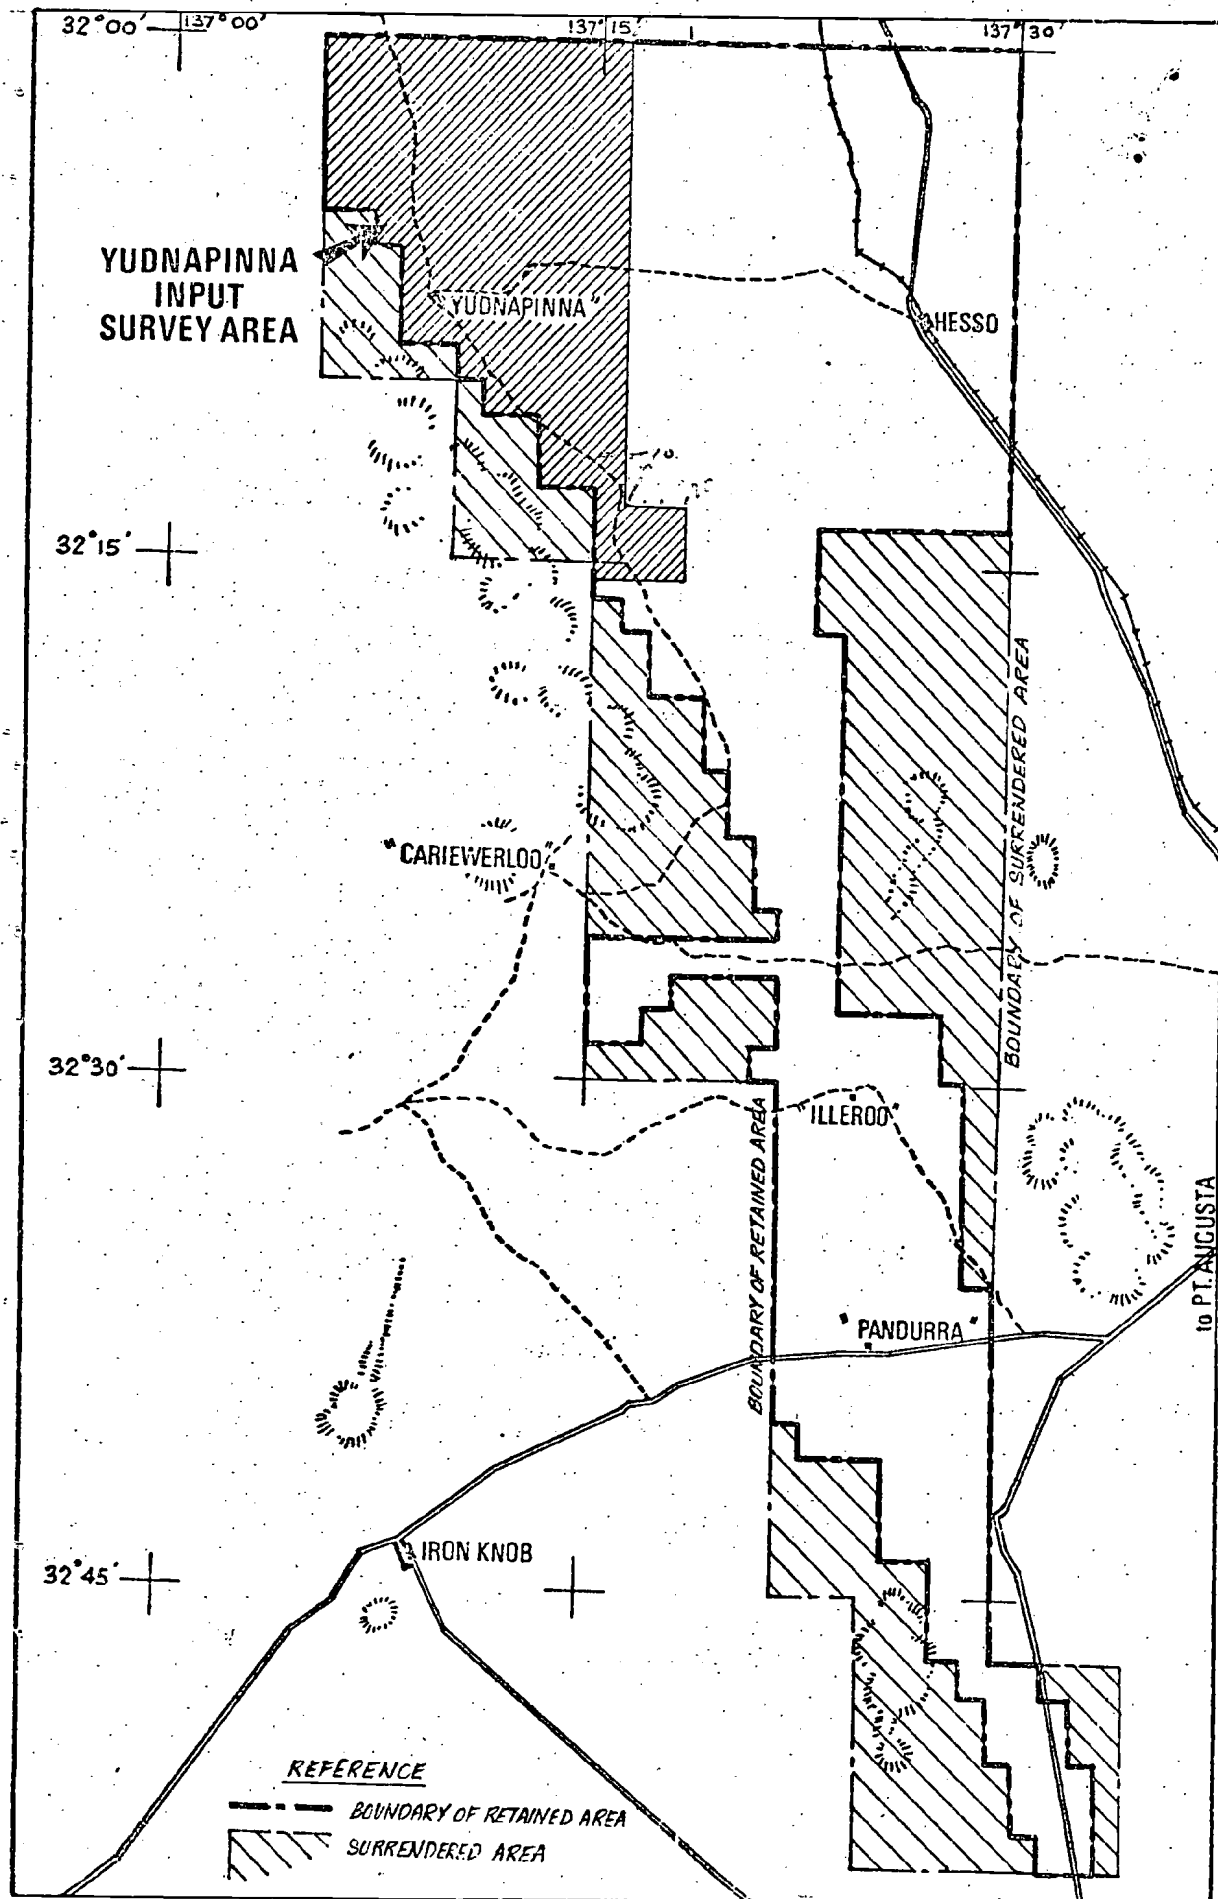 32°00'
137°00'
137°15'
137°30'
YUDNAPINNA
INPUT
SURVEY AREA
YUDNAPINNA"
HESSO
32°15'
BOUNDARY OF SURRENDERED AREA
"CARIEWERLOO"
32°30'
"ILLEROO"
BOUNDARY OF RETAINED AREA
to PT. AUGUSTA
"PANDURRA"
IRON KNOB
32°45'
REFERENCE
BOUNDARY OF RETAINED AREA
SURRENDERED AREA